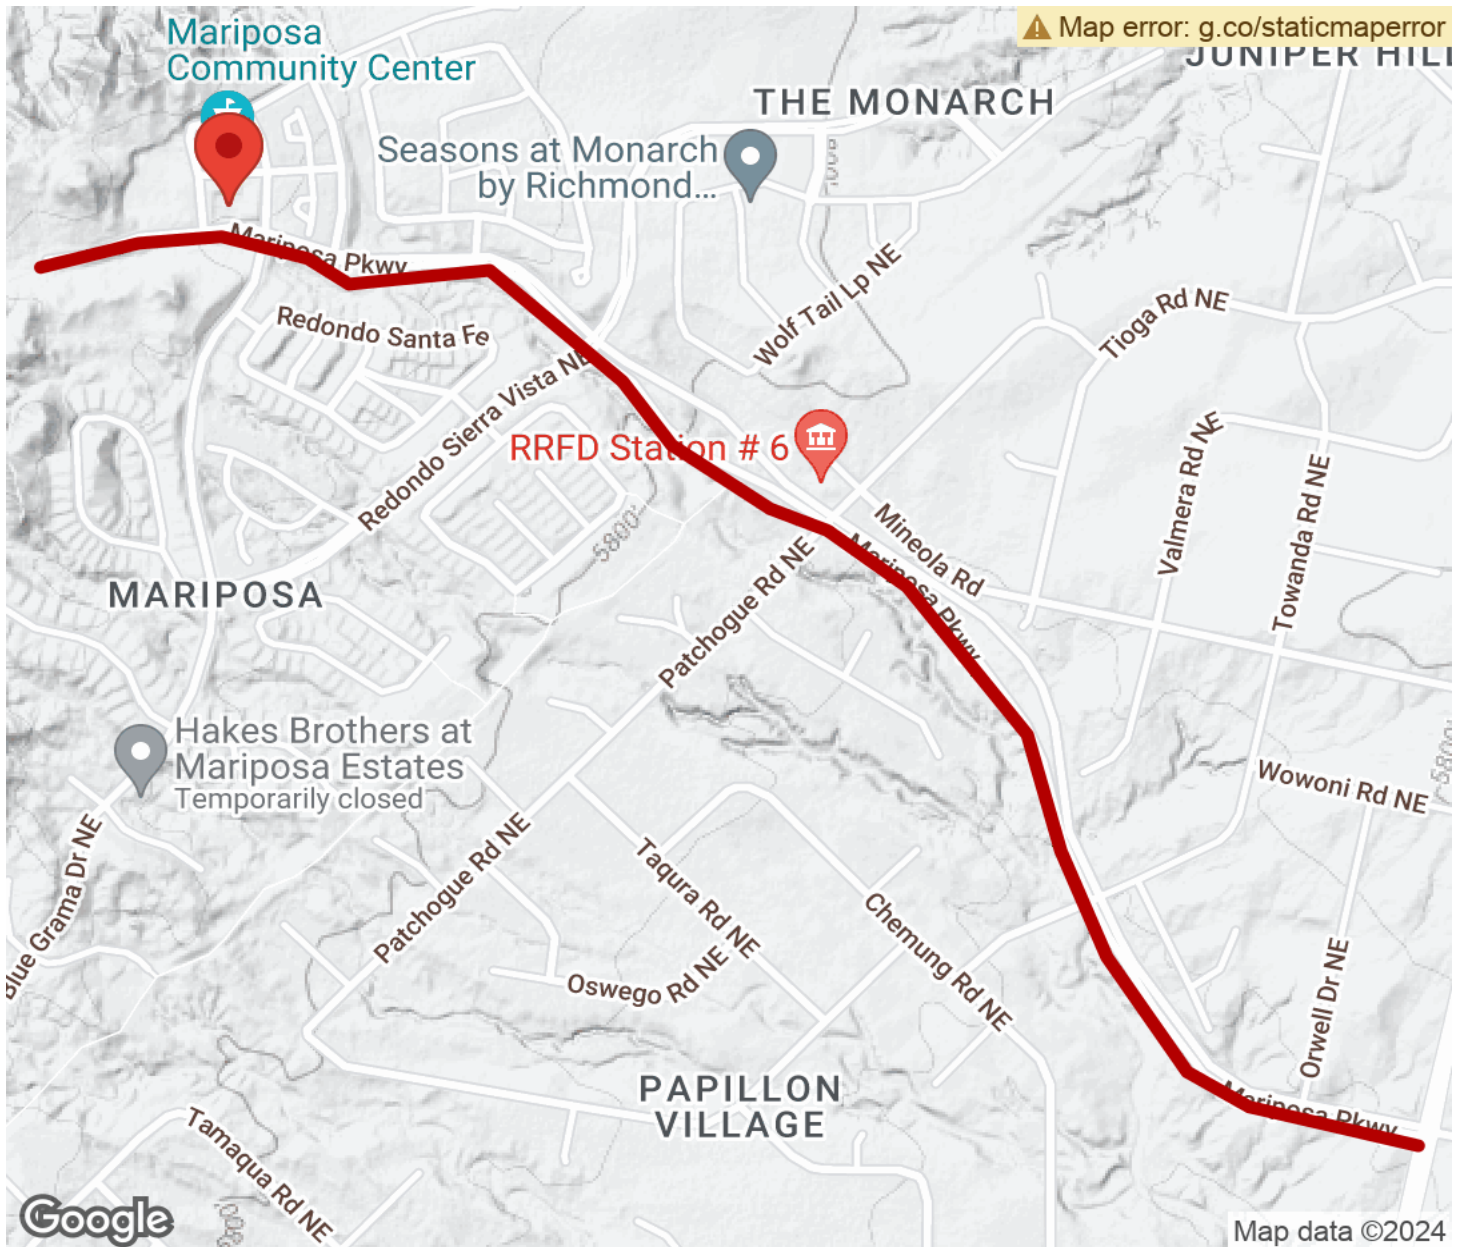 Mariposa
Community Center
Map error: g.co/staticmaperror
JUNIPER HILL
THE MONARCH
Seasons at Monarch
by Richmond...
Mariposa Pkwy
Redondo Santa Fe
Wolf Tail Lp NE
Tioga Rd NE
Redondo Sierra Vista NE
RRFD Station # 6
Valmera Rd NE
Towanda Rd NE
5800'
Mineola Rd
Mariposa Pkwy
Patchogue Rd NE
MARIPOSA
Hakes Brothers at
Mariposa Estates
Temporarily closed
Wowoni Rd NE
5800
Blue Grama Dr NE
Patchogue Rd NE
Taqura Rd NE
Chemung Rd NE
Oswego Rd NE
Orwell Dr NE
PAPILLON
VILLAGE
Mariposa Pkwy
Tamaqua Rd NE
Google
Map data ©2024